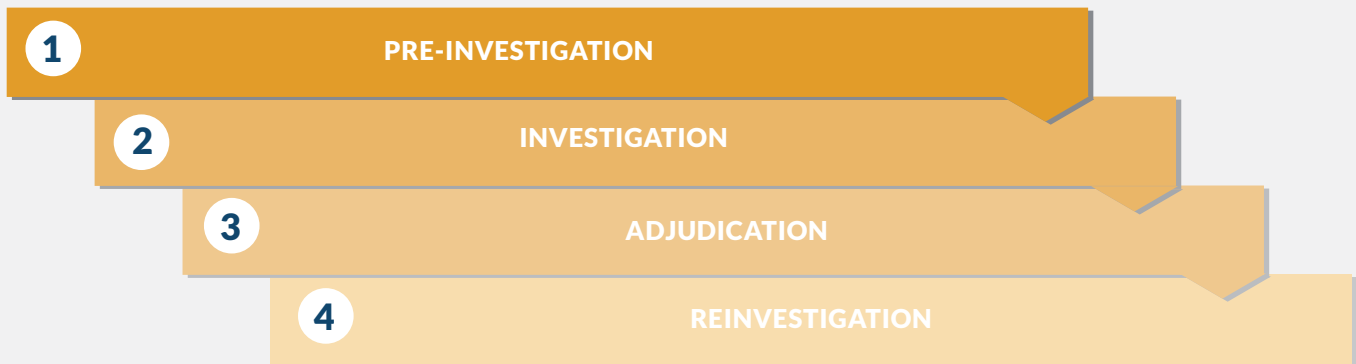 1 PRE-INVESTIGATION
2 INVESTIGATION
3 ADJUDICATION
4 REINVESTIGATION